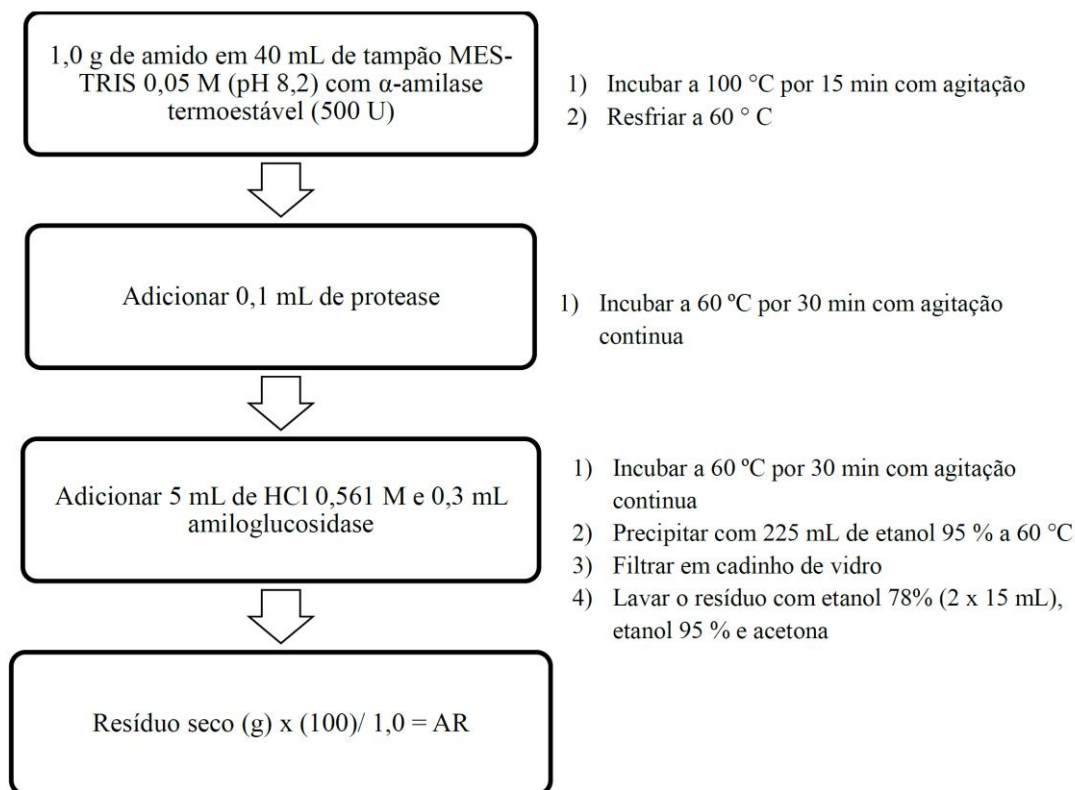 1,0 g de amido em 40 mL de tampão MES-
TRIS 0,05 M (pH 8,2) com α-amilase
termoestável (500 U)
1) Incubar a 100 °C por 15 min com agitação
2) Resfriar a 60 ° C
Adicionar 0,1 mL de protease
1) Incubar a 60 ºC por 30 min com agitação
continua
Adicionar 5 mL de HCl 0,561 M e 0,3 mL
amiloglucosidase
1) Incubar a 60 ºC por 30 min com agitação
continua
2) Precipitar com 225 mL de etanol 95 % a 60 °C
3) Filtrar em cadinho de vidro
4) Lavar o resíduo com etanol 78% (2 x 15 mL),
etanol 95 % e acetona
Resíduo seco (g) x (100)/ 1,0 = AR